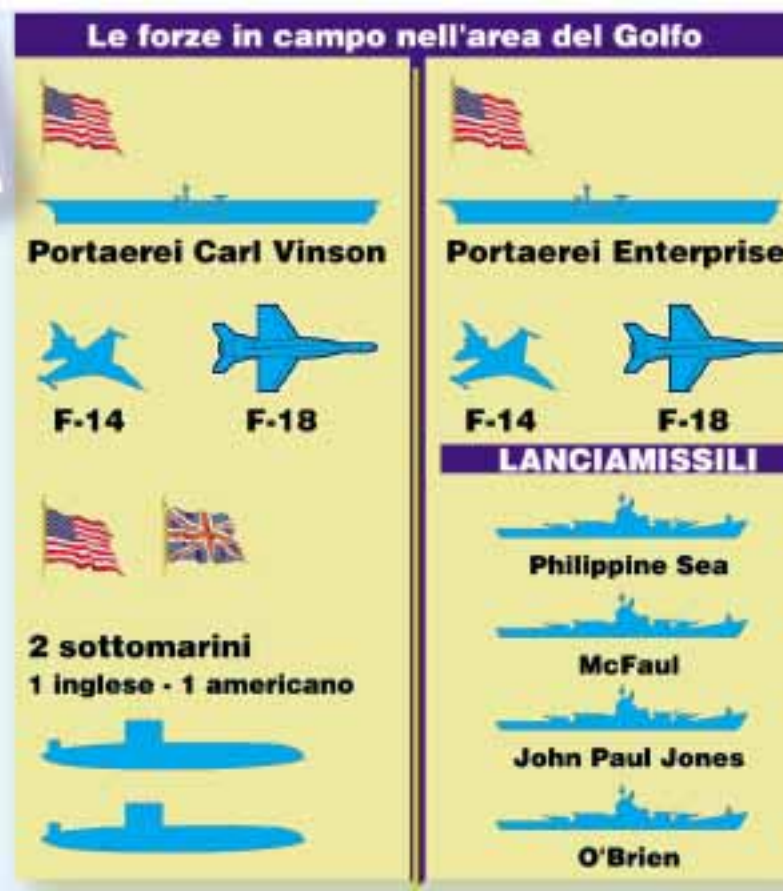 Le forze in campo nell'area del Golfo
Portaerei Carl Vinson
F-14 F-18
2 sottomarini
1 inglese - 1 americano
Portaerei Enterprise
F-14 F-18
LANCIAMISSILI
Philippine Sea
McFaul
John Paul Jones
O'Brien